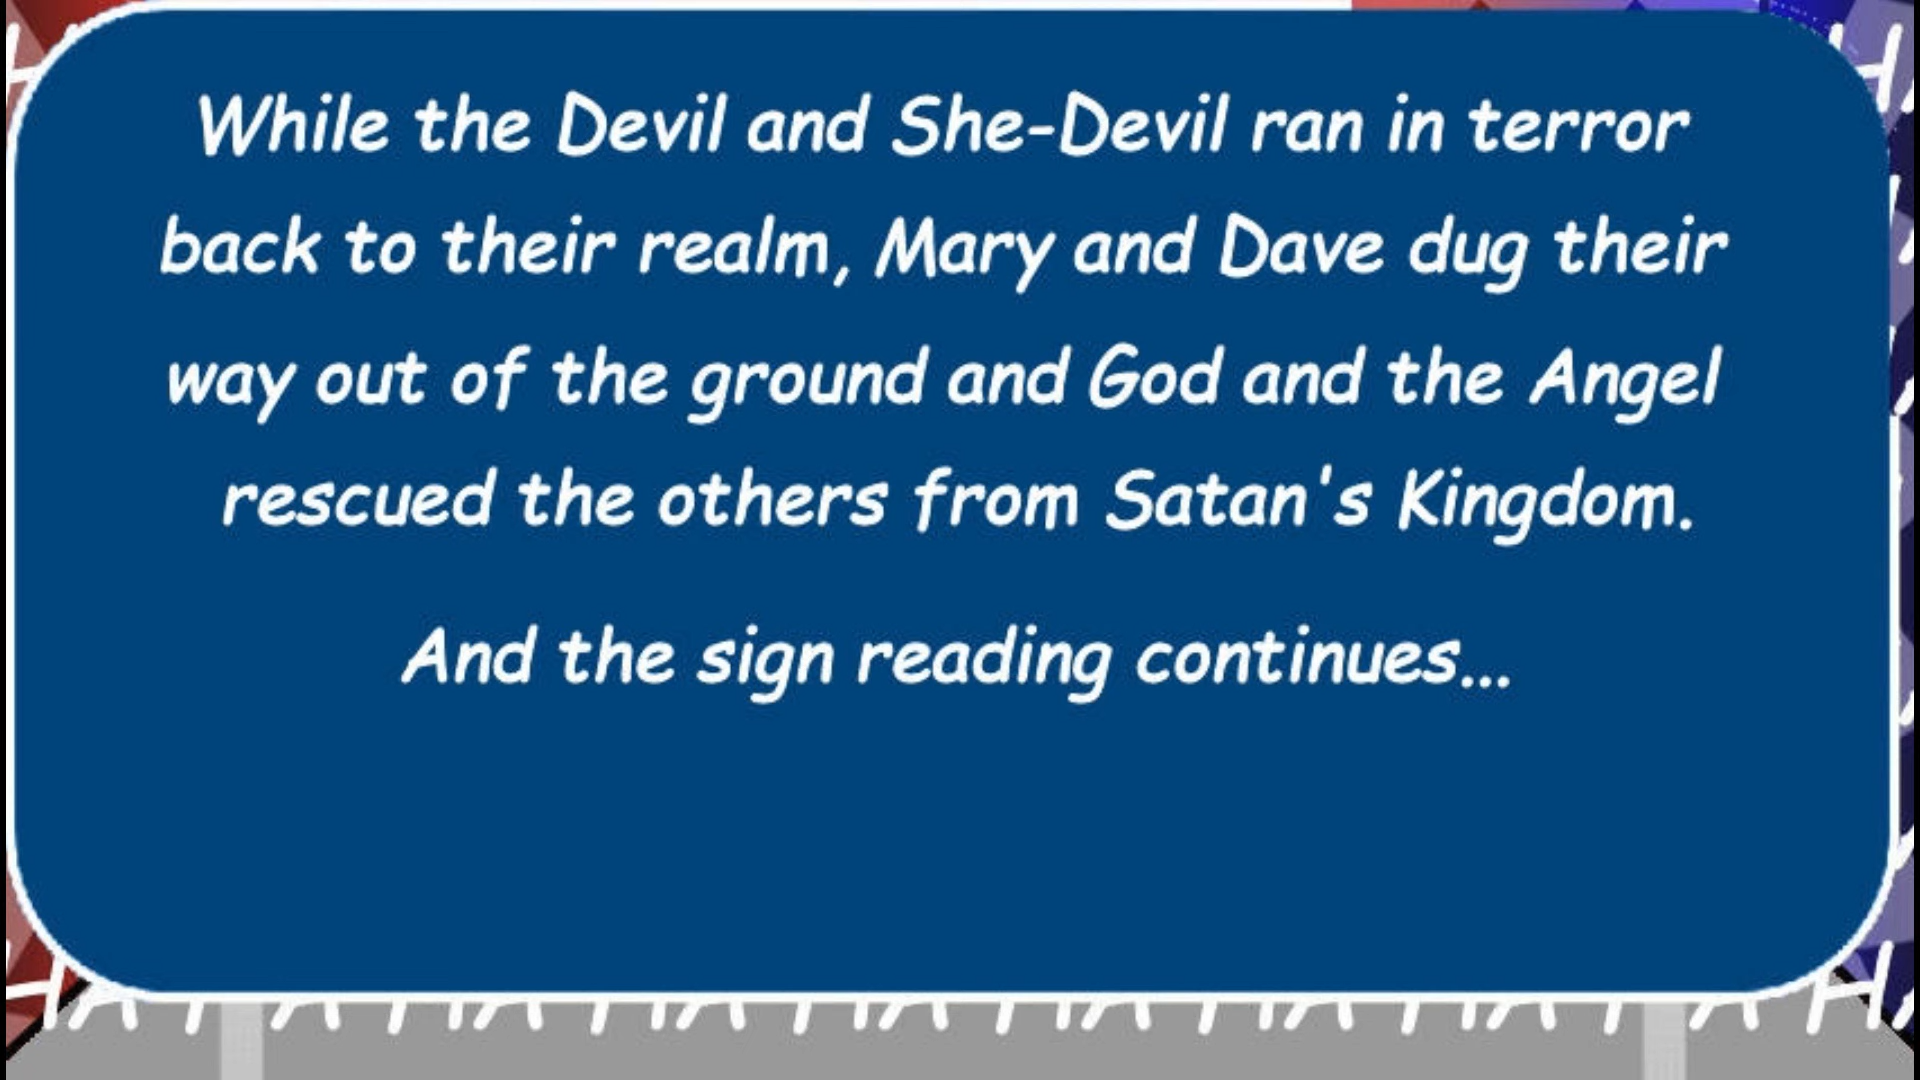 While the Devil and She-Devil ran in terror
back to their realm, Mary and Dave dug their
way out of the ground and God and the Angel
rescued the others from Satan's Kingdom.
And the sign reading continues...